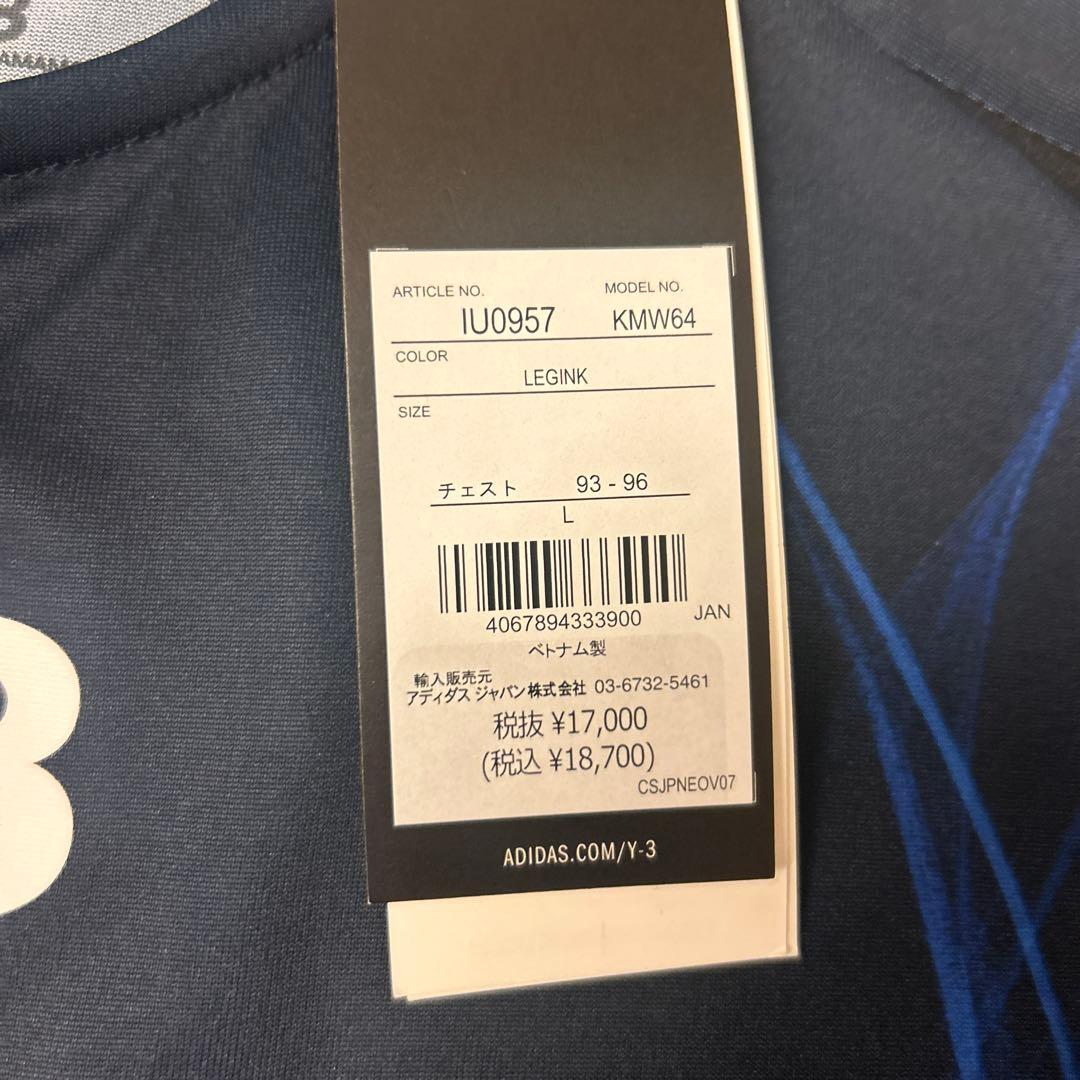 ARTICLE NO. MODEL NO.
IU0957 KMW64
COLOR
LEGINK
SIZE
チェスト 93 - 96
L
4067894333900 JAN
ベトナム製
輸入販売元
アディダス ジャパン株式会社 03-6732-5461
税抜 ¥17,000
(税込 ¥18,700)
CSJPNEOV07
ADIDAS.COM/Y-3